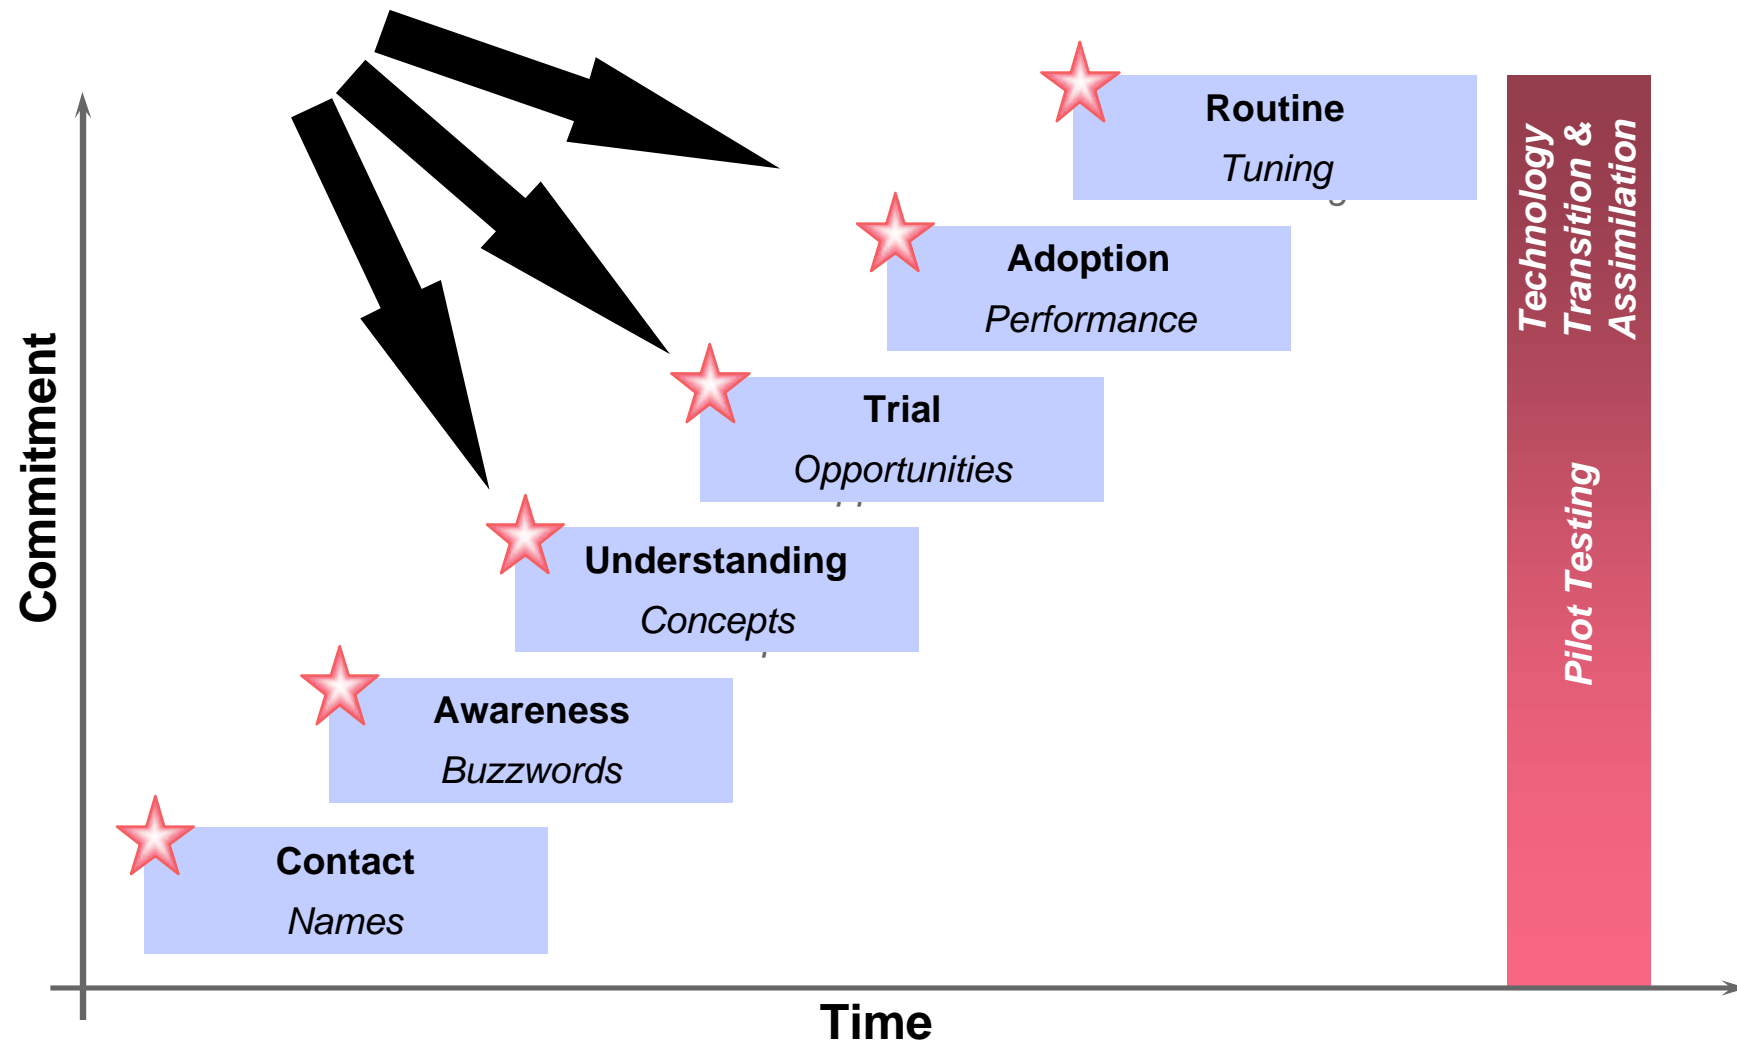 Routine
Tuning
Adoption
Performance
Trial
Opportunities
Understanding
Concepts
Awareness
Buzzwords
Contact
Names
Commitment
Time
Technology
Transition &
Assimilation
Pilot Testing